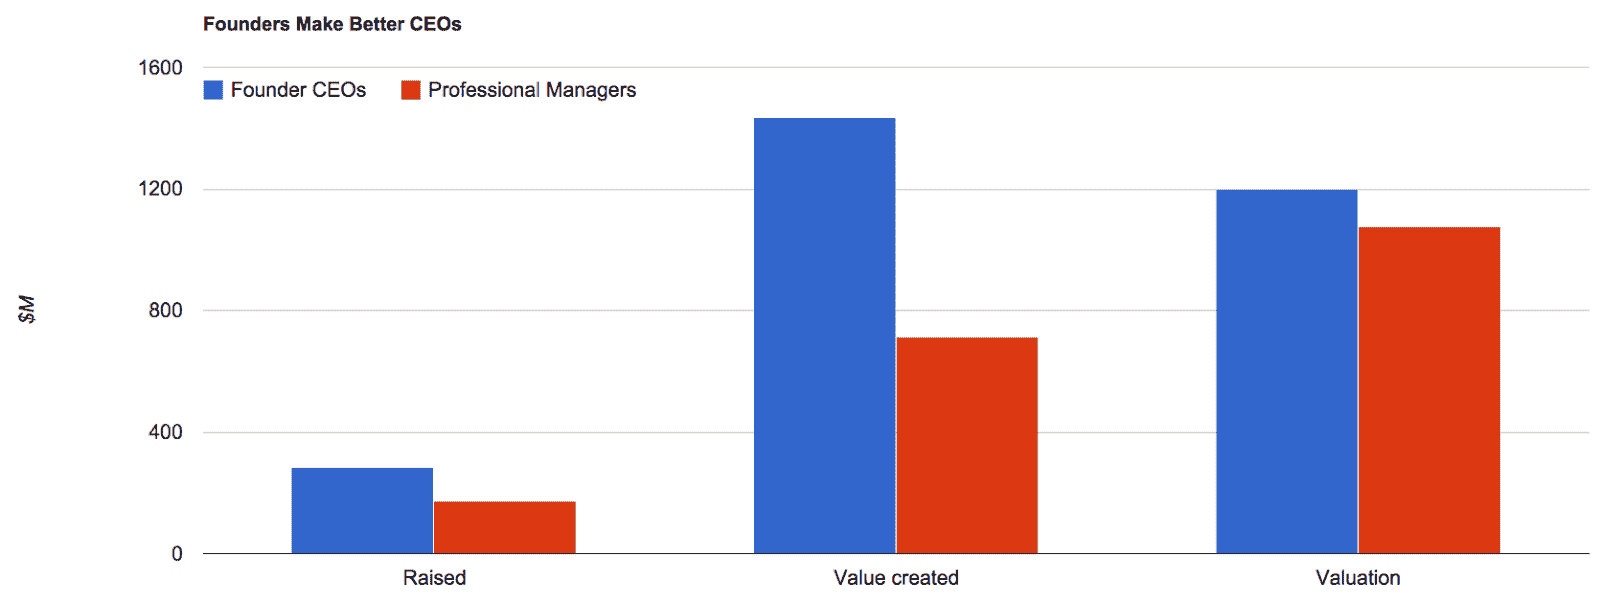 Founders Make Better CEOs
1600
Founder CEOs Professional Managers
1200
800
$M
400
0
Raised Value created Valuation